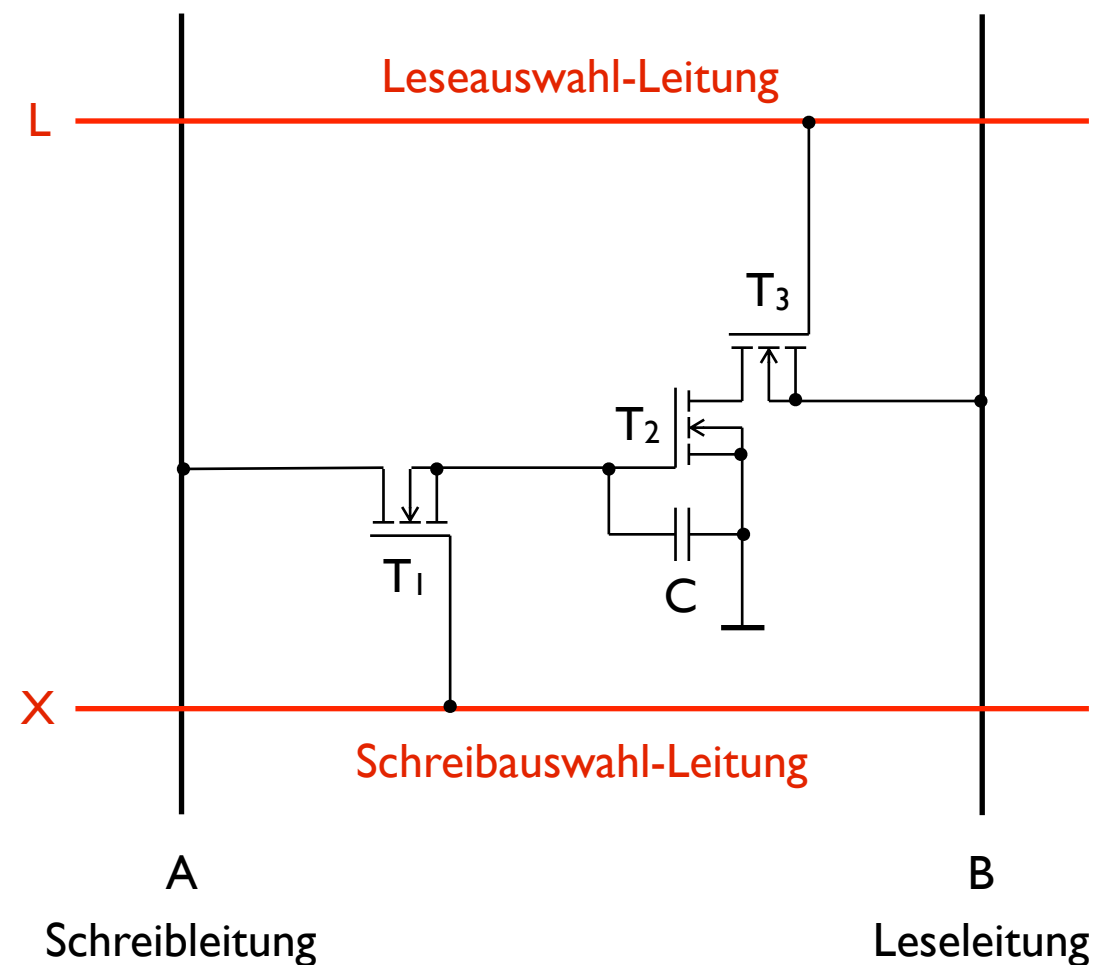 Leseauswahl-Leitung
L
T3
T2
T1
C
X
Schreibauswahl-Leitung
A
B
Schreibleitung
Leseleitung